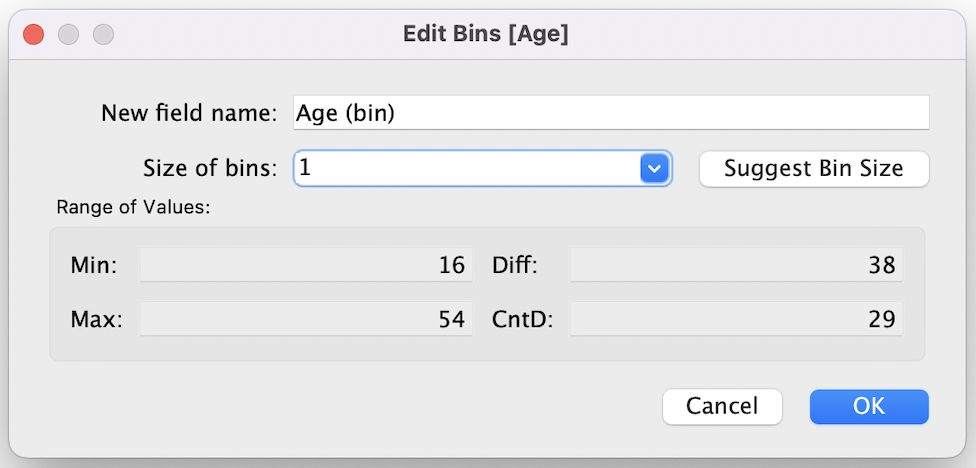 Edit Bins [Age]
New field name: Age (bin)
Size of bins: 1 Suggest Bin Size
Range of Values:
Min: 16 Diff: 38
Max: 54 CntD: 29
Cancel OK